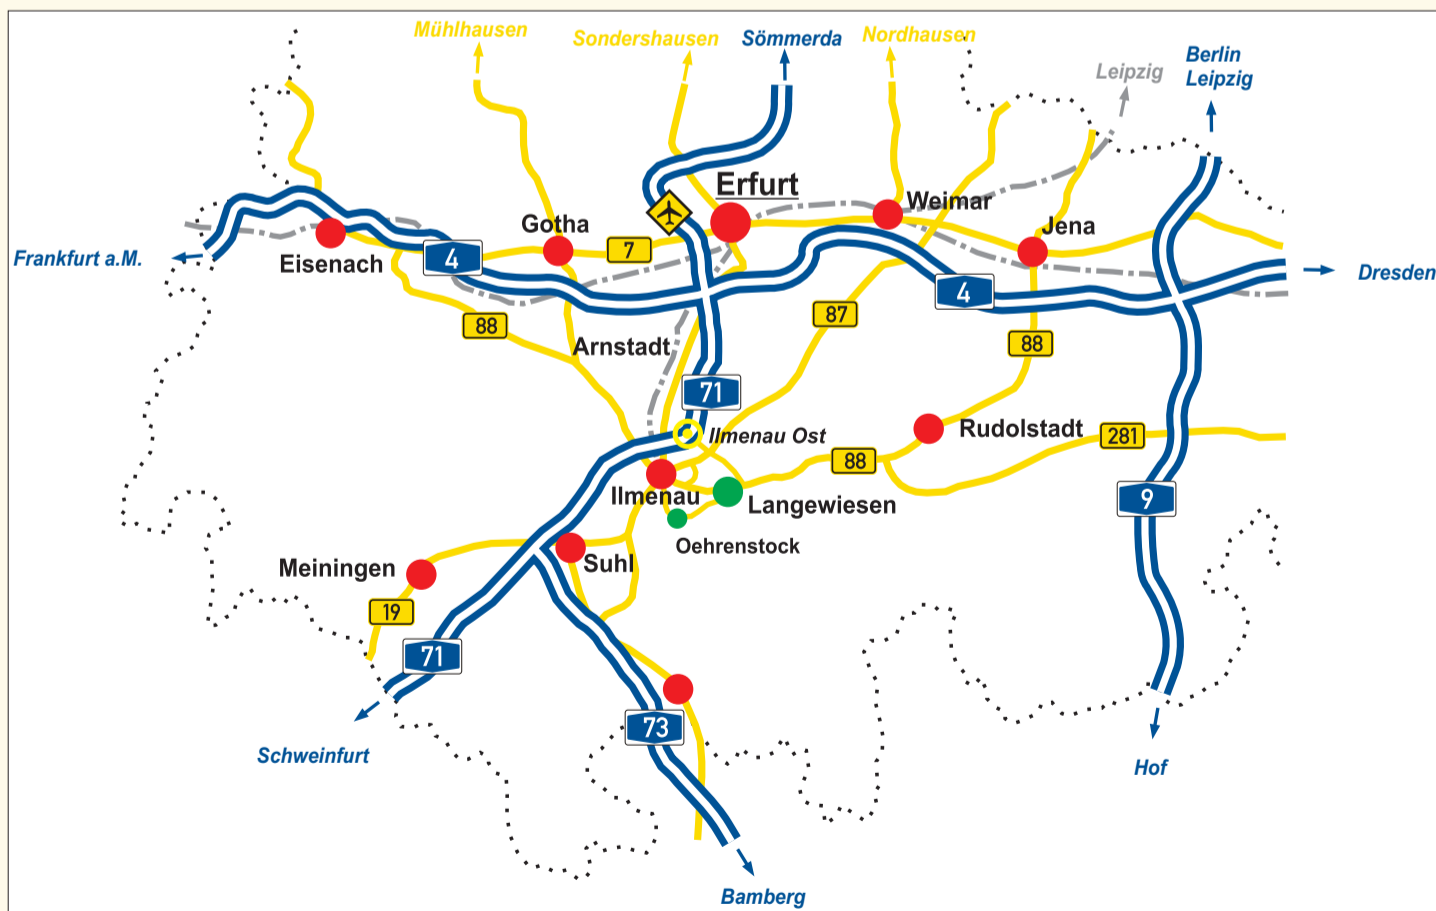 Mühlhausen
Sondershausen
Sömmerda
Nordhausen
Leipzig
Berlin
Leipzig
Erfurt
Weimar
Gotha
Jena
Eisenach
7
4
Frankfurt a.M.
Dresden
4
88
87
88
Arnstadt
71
Ilmenau Ost
Rudolstadt
281
88
Ilmenau
Langewiesen
9
Oehrenstock
Suhl
Meiningen
19
71
73
Schweinfurt
Hof
Bamberg